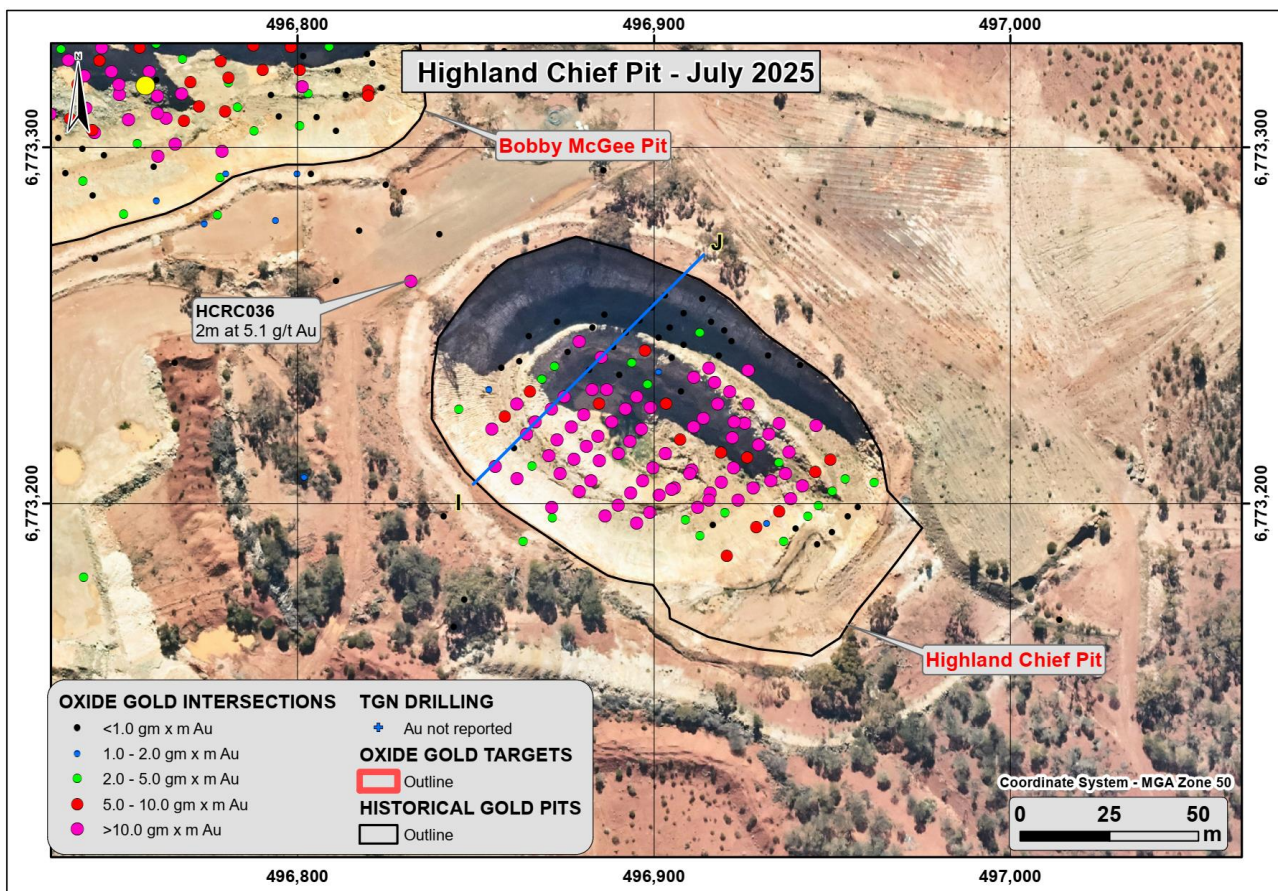 496,800
496,900
497,000
Highland Chief Pit - July 2025
N
6,773,300
6,773,300
Bobby McGee Pit
J
HCRC036
2m at 5.1 g/t Au
6,773,200
6,773,200
I
Highland Chief Pit
OXIDE GOLD INTERSECTIONS
<1.0 gm x m Au
1.0 - 2.0 gm x m Au
2.0 - 5.0 gm x m Au
5.0 - 10.0 gm x m Au
>10.0 gm x m Au
TGN DRILLING
Au not reported
OXIDE GOLD TARGETS
Outline
HISTORICAL GOLD PITS
Outline
Coordinate System - MGA Zone 50
0 25 50
m
496,800
496,900
497,000